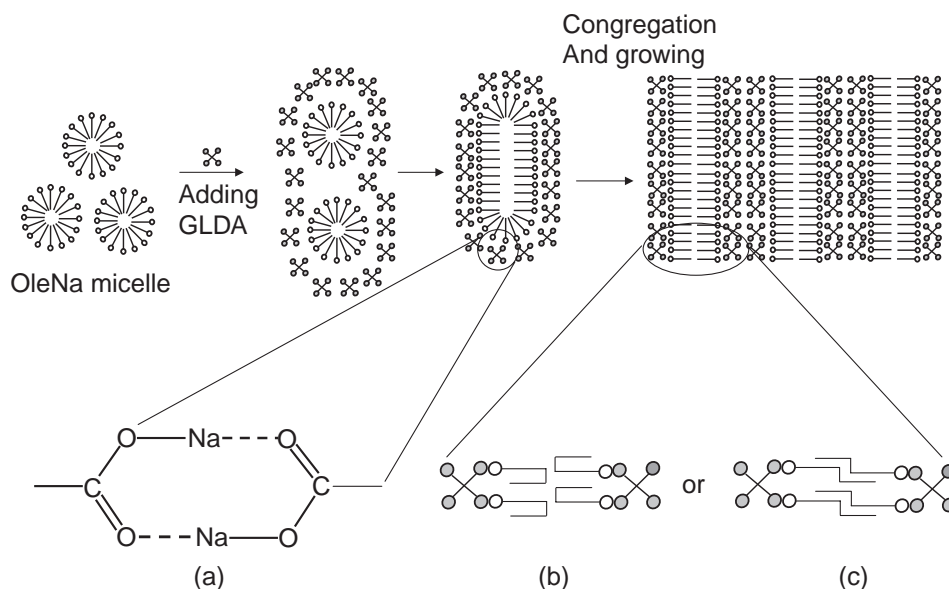 Congregation
And growing
Adding
GLDA
OleNa micelle
O Na O
C C
O Na O
or
(a) (b) (c)